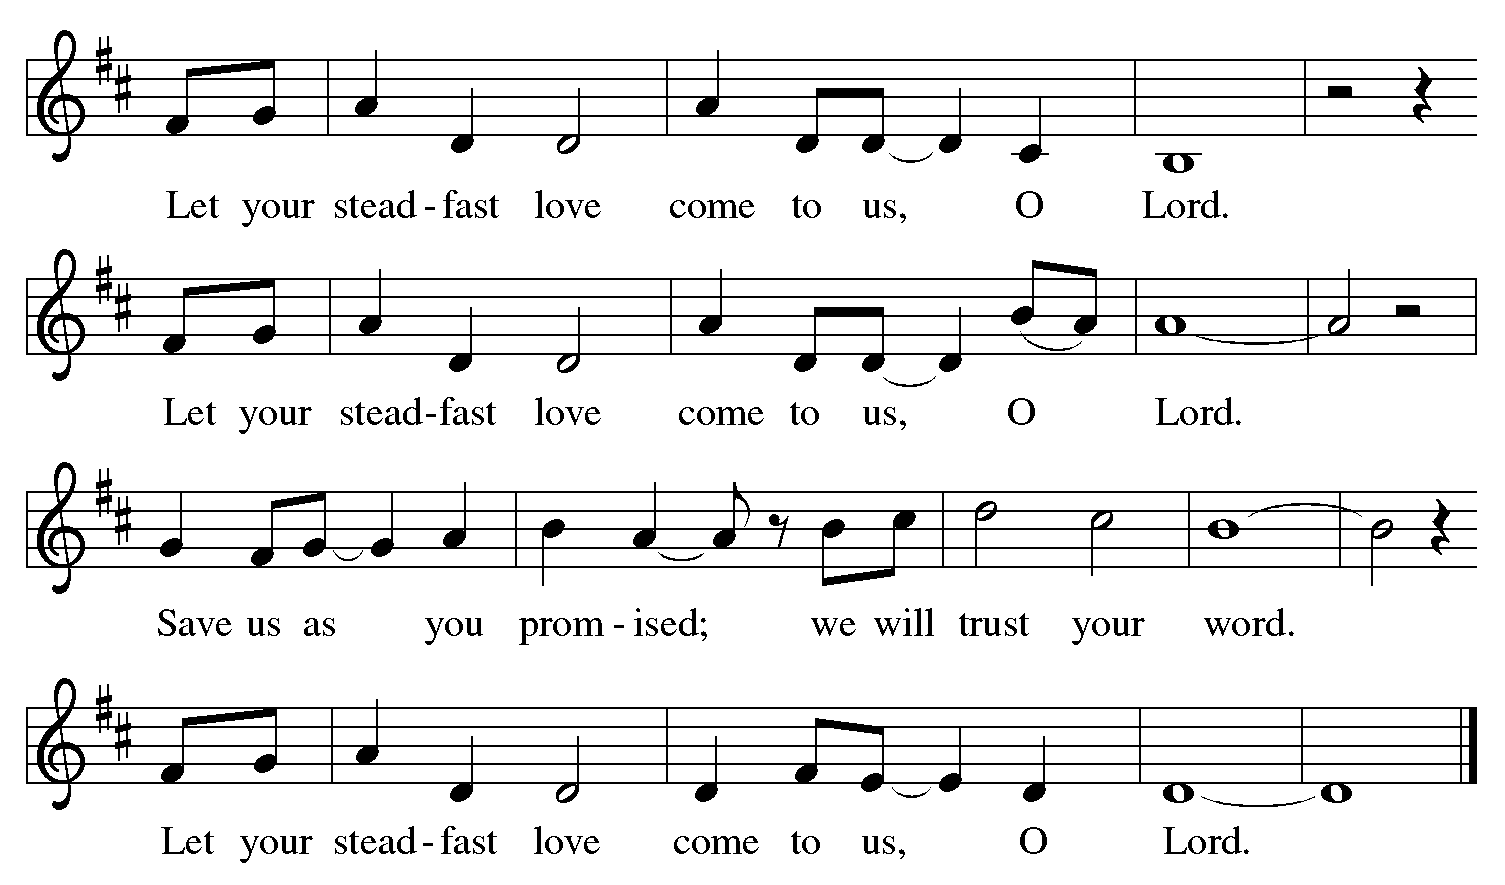 Let your stead-fast love come to us, O Lord.
Let your stead-fast love come to us, O Lord.
Save us as you prom-ised; we will trust your word.
Let your stead-fast love come to us, O Lord.